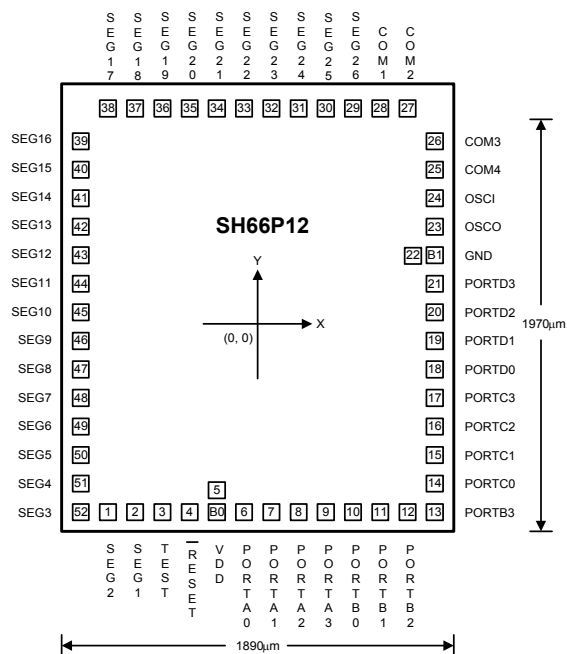 SEG17 SEG18 SEG19 SEG20 SEG21 SEG22 SEG23 SEG24 SEG25 SEG26 COM1 COM2
38 37 36 35 34 33 32 31 30 29 28 27
SEG16 39 26 COM3
SEG15 40 25 COM4
SEG14 41 24 OSCI
SEG13 42 SH66P12 23 OSCO
SEG12 43 22 B1 GND
Y
SEG11 44 21 PORTD3
SEG10 45 20 PORTD2
X
1970μm
SEG9 46 (0, 0) 19 PORTD1
SEG8 47 18 PORTD0
SEG7 48 17 PORTC3
SEG6 49 16 PORTC2
SEG5 50 15 PORTC1
SEG4 51 5 14 PORTC0
SEG3 52 1 2 3 4 B0 6 7 8 9 10 11 12 13 PORTB3
SEG2 SEG1 TEST RESET VDD PORTA0 PORTA1 PORTA2 PORTA3 PORTB0 PORTB1 PORTB2
1890μm